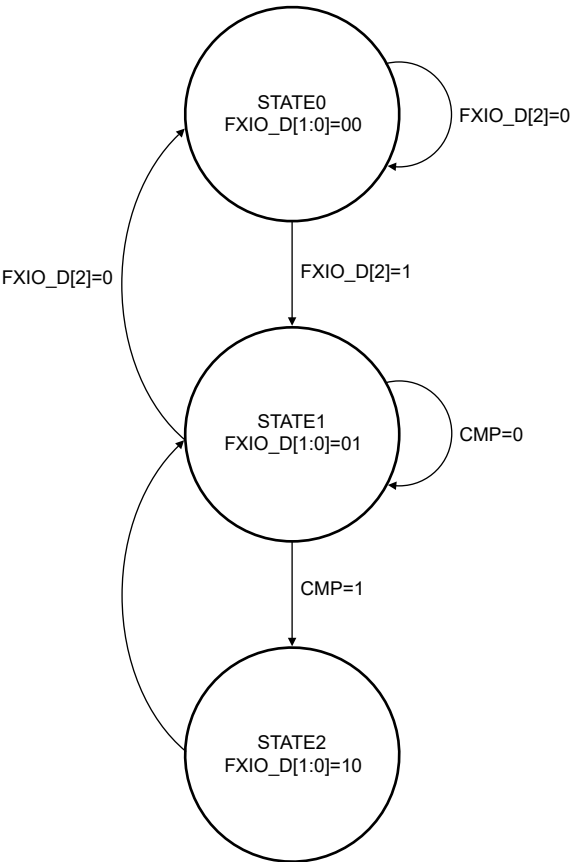 STATE0
FXIO_D[1:0]=00
FXIO_D[2]=0
FXIO_D[2]=0
FXIO_D[2]=1
STATE1
FXIO_D[1:0]=01
CMP=0
CMP=1
STATE2
FXIO_D[1:0]=10